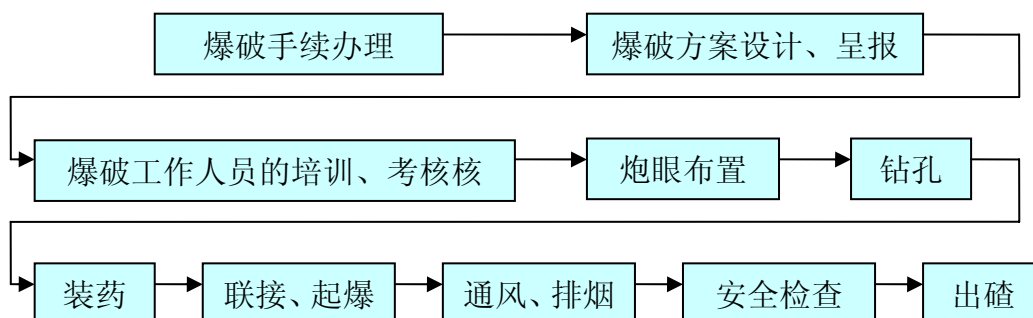 爆破手续办理 爆破方案设计、呈报
爆破工作人员的培训、考核核 炮眼布置 钻孔
装药 联接、起爆 通风、排烟 安全检查 出碴